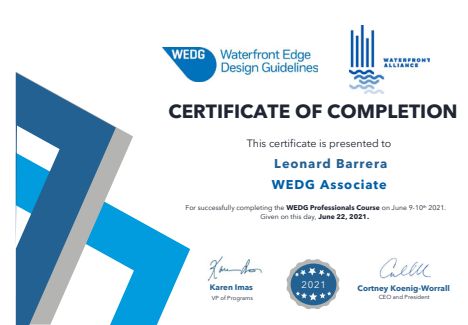 WEDG
Waterfront Edge
Design Guidelines
WATERFRONT
ALLIANCE
CERTIFICATE OF COMPLETION
This certificate is presented to
Leonard Barrera
WEDG Associate
For successfully completing the WEDG Professionals Course on June 9-10th 2021.
Given on this day, June 22, 2021.
Karen Imas
VP of Programs
2021
Cortney Koenig-Worrall
CEO and President